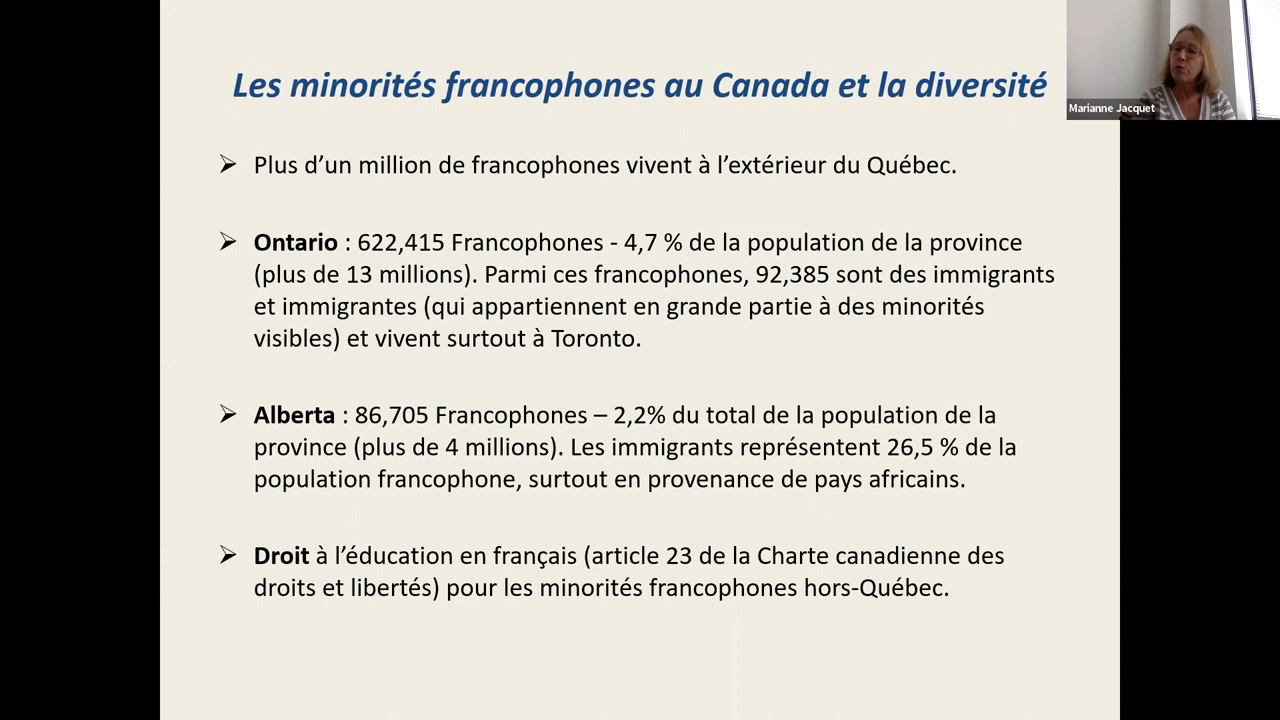 Les minorités francophones au Canada et la diversité
Marianne Jacquet
➢ Plus d’un million de francophones vivent à l’extérieur du Québec.
➢ Ontario : 622,415 Francophones - 4,7 % de la population de la province
(plus de 13 millions). Parmi ces francophones, 92,385 sont des immigrants
et immigrantes (qui appartiennent en grande partie à des minorités
visibles) et vivent surtout à Toronto.
➢ Alberta : 86,705 Francophones – 2,2% du total de la population de la
province (plus de 4 millions). Les immigrants représentent 26,5 % de la
population francophone, surtout en provenance de pays africains.
➢ Droit à l’éducation en français (article 23 de la Charte canadienne des
droits et libertés) pour les minorités francophones hors-Québec.